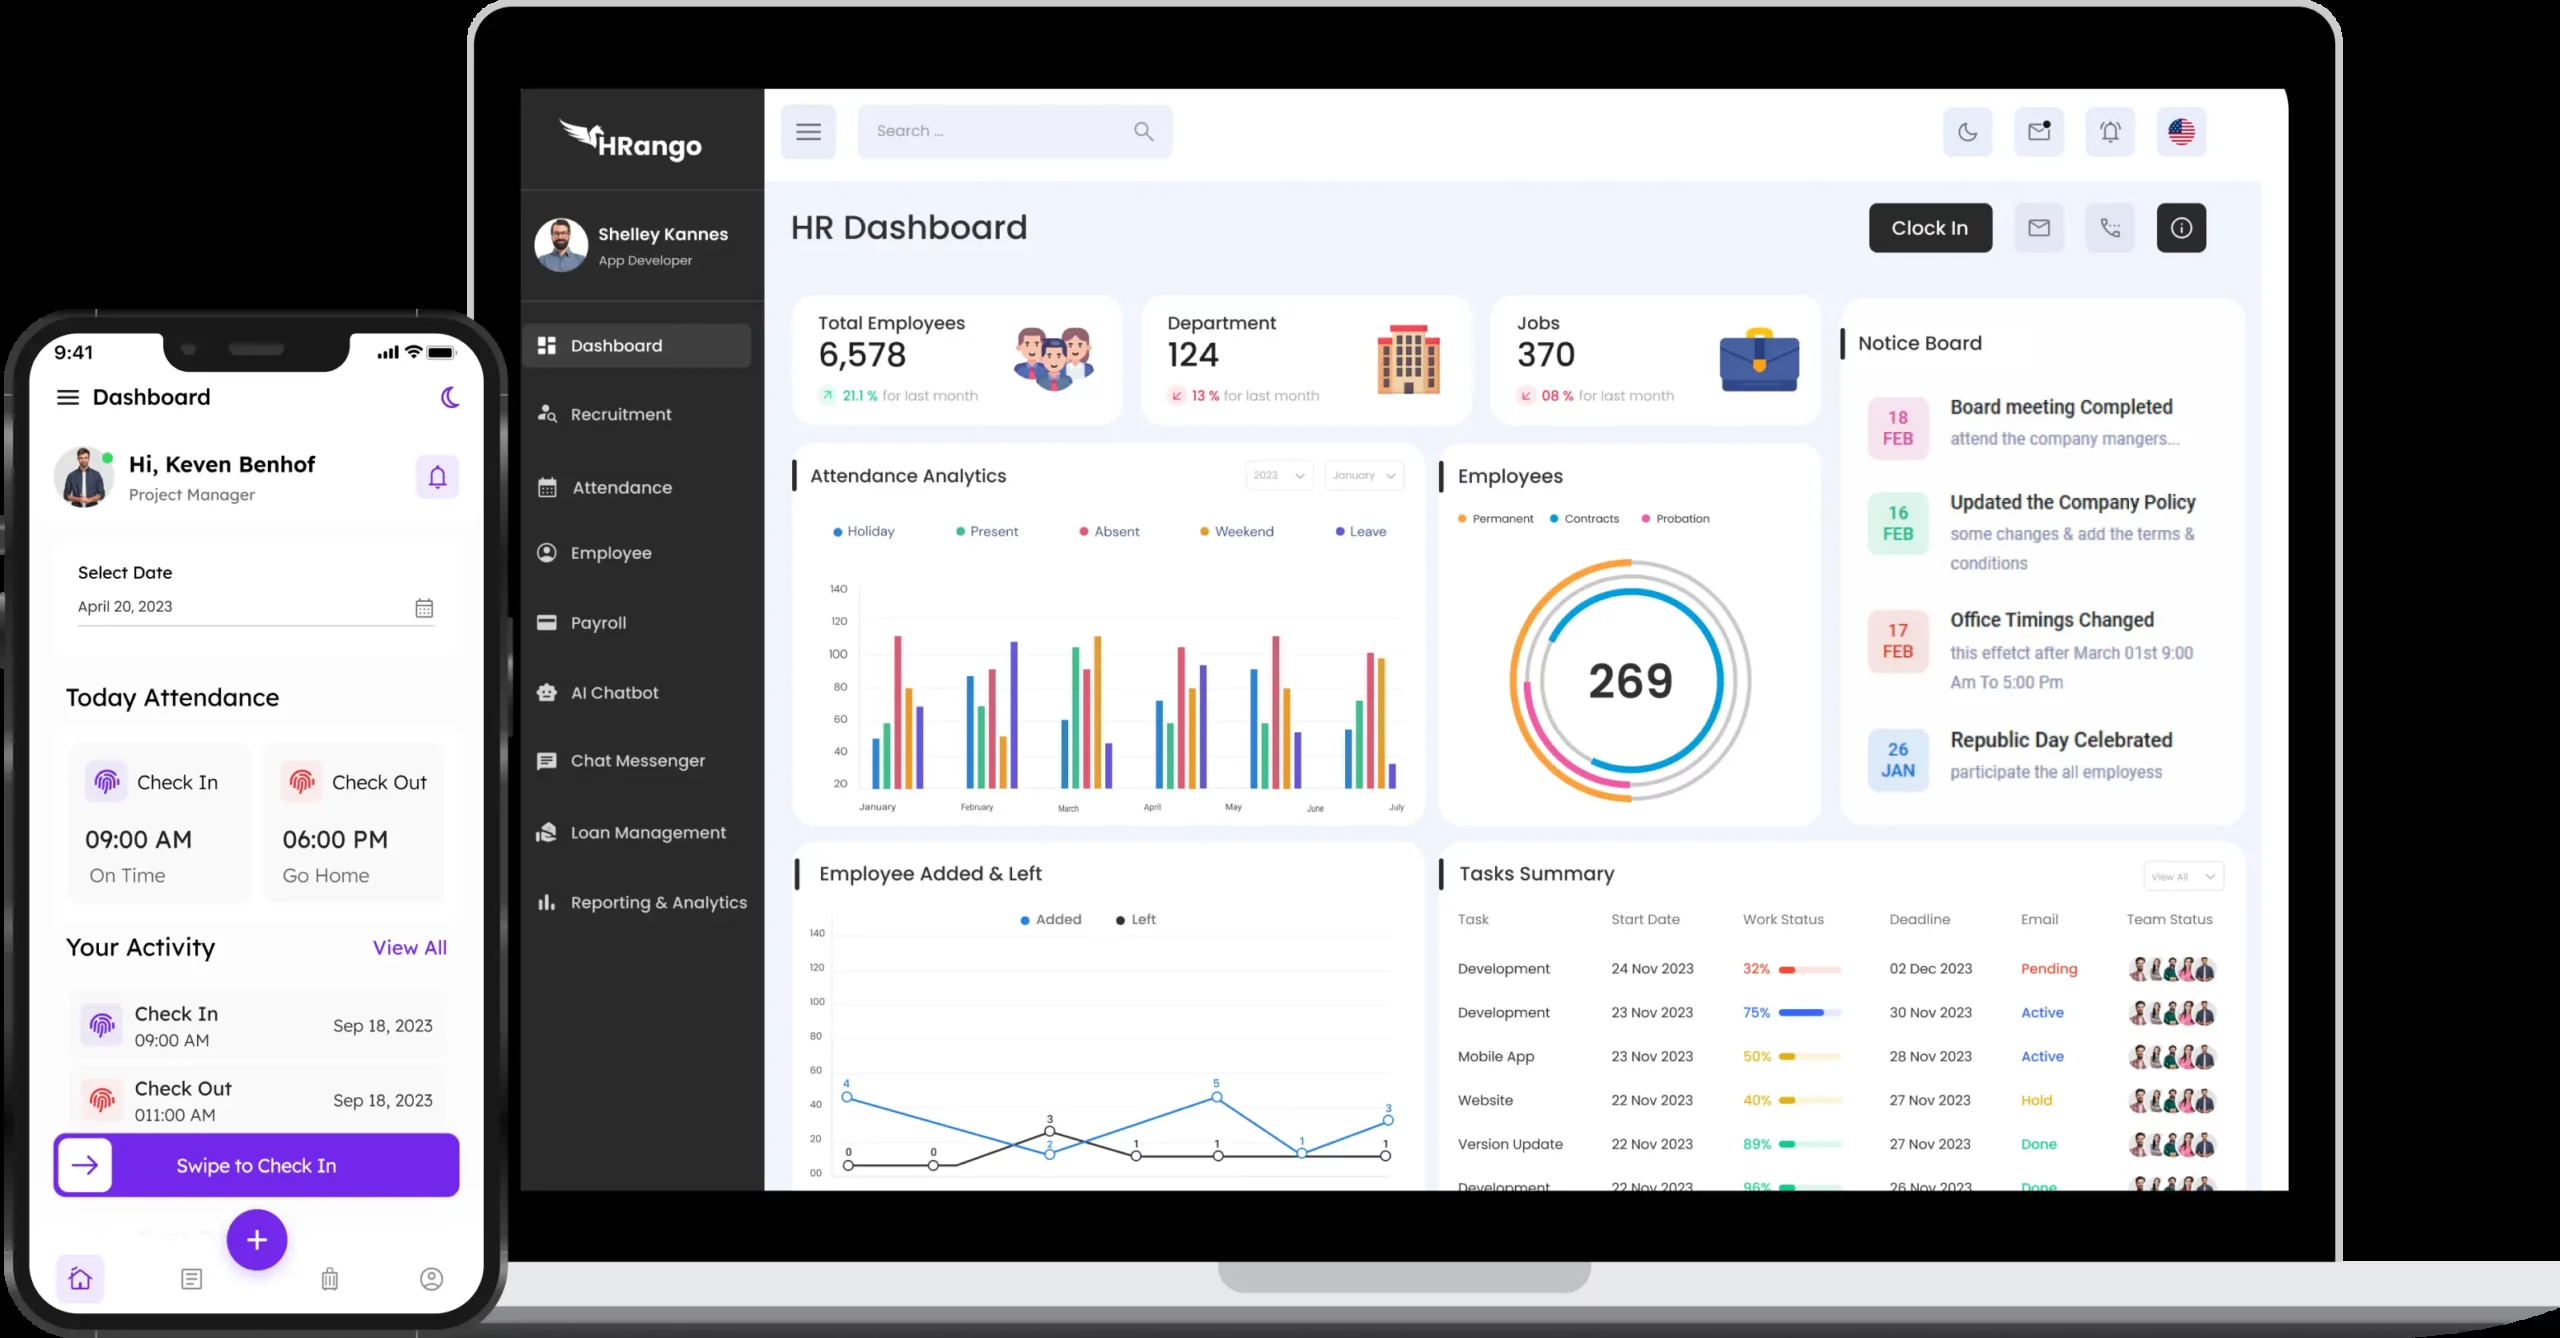 9:41
Dashboard
Hi, Keven Benhof
Project Manager
Select Date
April 20, 2023
Today Attendance
Check In
09:00 AM
On Time
Check Out
06:00 PM
Go Home
Your Activity
View All
Check In
09:00 AM
Sep 18, 2023
Check Out
011:00 AM
Sep 18, 2023
Swipe to Check In
HRango
Shelley Kannes
App Developer
Dashboard
Recruitment
Attendance
Employee
Payroll
AI Chatbot
Chat Messenger
Loan Management
Reporting & Analytics
Search ...
HR Dashboard
Clock In
Total Employees
6,578
21.1 % for last month
Department
124
13 % for last month
Jobs
370
08 % for last month
Attendance Analytics
2023
January
Holiday Present Absent Weekend Leave
140
120
100
80
60
40
20
January February March April May June July
Employees
Permanent Contracts Probation
269
Notice Board
18 FEB
Board meeting Completed
attend the company mangers...
16 FEB
Updated the Company Policy
some changes & add the terms &
conditions
17 FEB
Office Timings Changed
this effetct after March 01st 9:00
Am To 5:00 Pm
26 JAN
Republic Day Celebrated
participate the all employess
Employee Added & Left
Added Left
140
120
100
80
60
40
20
00
4 2 5 1 3
0 0 3 1 1 1
Tasks Summary
View All
Task Start Date Work Status Deadline Email Team Status
Development 24 Nov 2023 32% 02 Dec 2023 Pending
Development 23 Nov 2023 75% 30 Nov 2023 Active
Mobile App 23 Nov 2023 50% 28 Nov 2023 Active
Website 22 Nov 2023 40% 27 Nov 2023 Hold
Version Update 22 Nov 2023 89% 27 Nov 2023 Done
Development 22 Nov 2023 96% 26 Nov 2023 Done